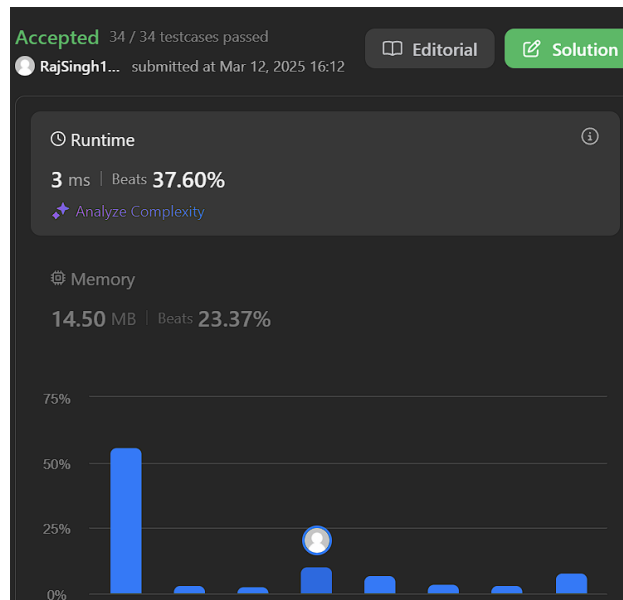 Accepted 34 / 34 testcases passed
RajSingh1... submitted at Mar 12, 2025 16:12
Editorial
Solution
Runtime
3 ms | Beats 37.60%
Analyze Complexity
Memory
14.50 MB | Beats 23.37%
75%
50%
25%
0%